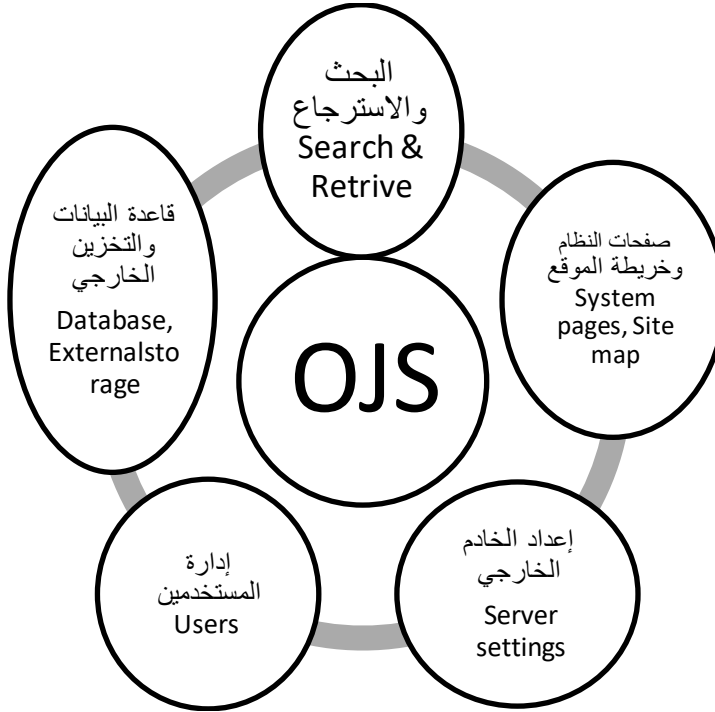 البحث
والاسترجاع
Search &
Retrive
صفحات النظام
وخريطة الموقع
System
pages, Site
map
إعداد الخادم
الخارجي
Server
settings
إدارة
المستخدمين
Users
قاعدة البيانات
والتخزين
الخارجي
Database,
Externalsto
rage
OJS